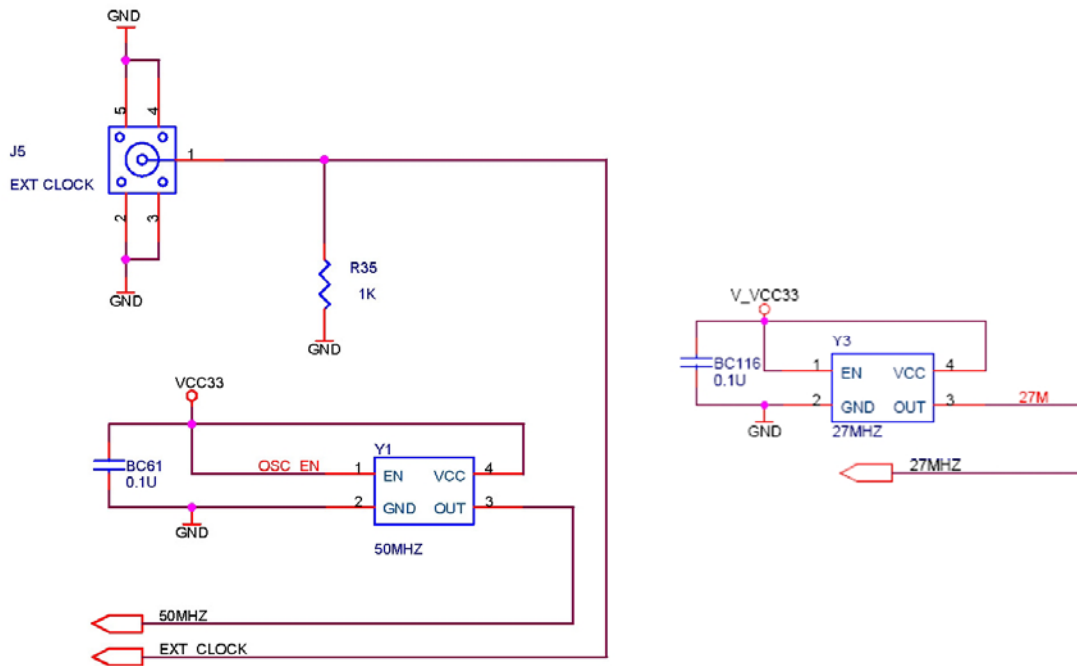 GND
5
4
J5
1
EXT CLOCK
2
3
GND
R35
1K
GND
VCC33
OSC_EN
BC61
0.1U
Y1
1
EN
VCC
4
2
GND
OUT
3
GND
50MHZ
50MHZ
EXT CLOCK
V_VCC33
BC116
0.1U
Y3
1
EN
VCC
4
2
GND
OUT
3
27M
GND
27MHZ
27MHZ